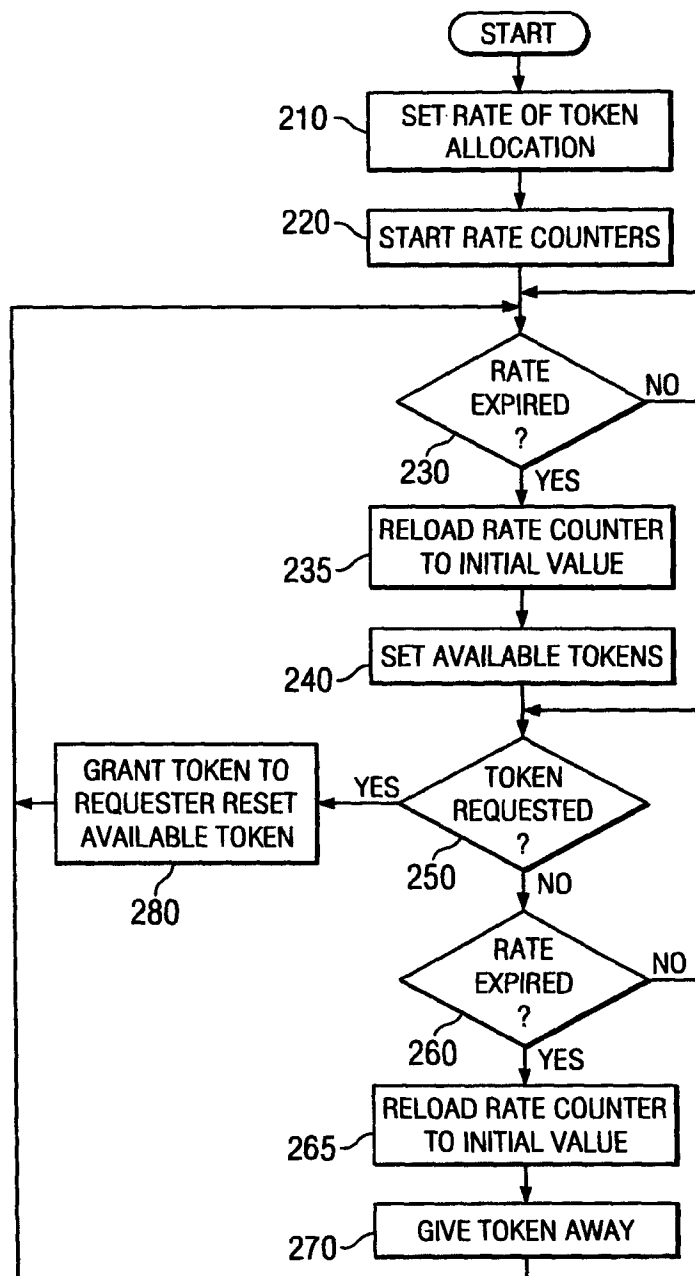 START
210
SET RATE OF TOKEN
ALLOCATION
220
START RATE COUNTERS
RATE
EXPIRED
?
NO
230
YES
235
RELOAD RATE COUNTER
TO INITIAL VALUE
240
SET AVAILABLE TOKENS
GRANT TOKEN TO
REQUESTER RESET
AVAILABLE TOKEN
280
YES
TOKEN
REQUESTED
?
250
NO
RATE
EXPIRED
?
NO
260
YES
265
RELOAD RATE COUNTER
TO INITIAL VALUE
270
GIVE TOKEN AWAY